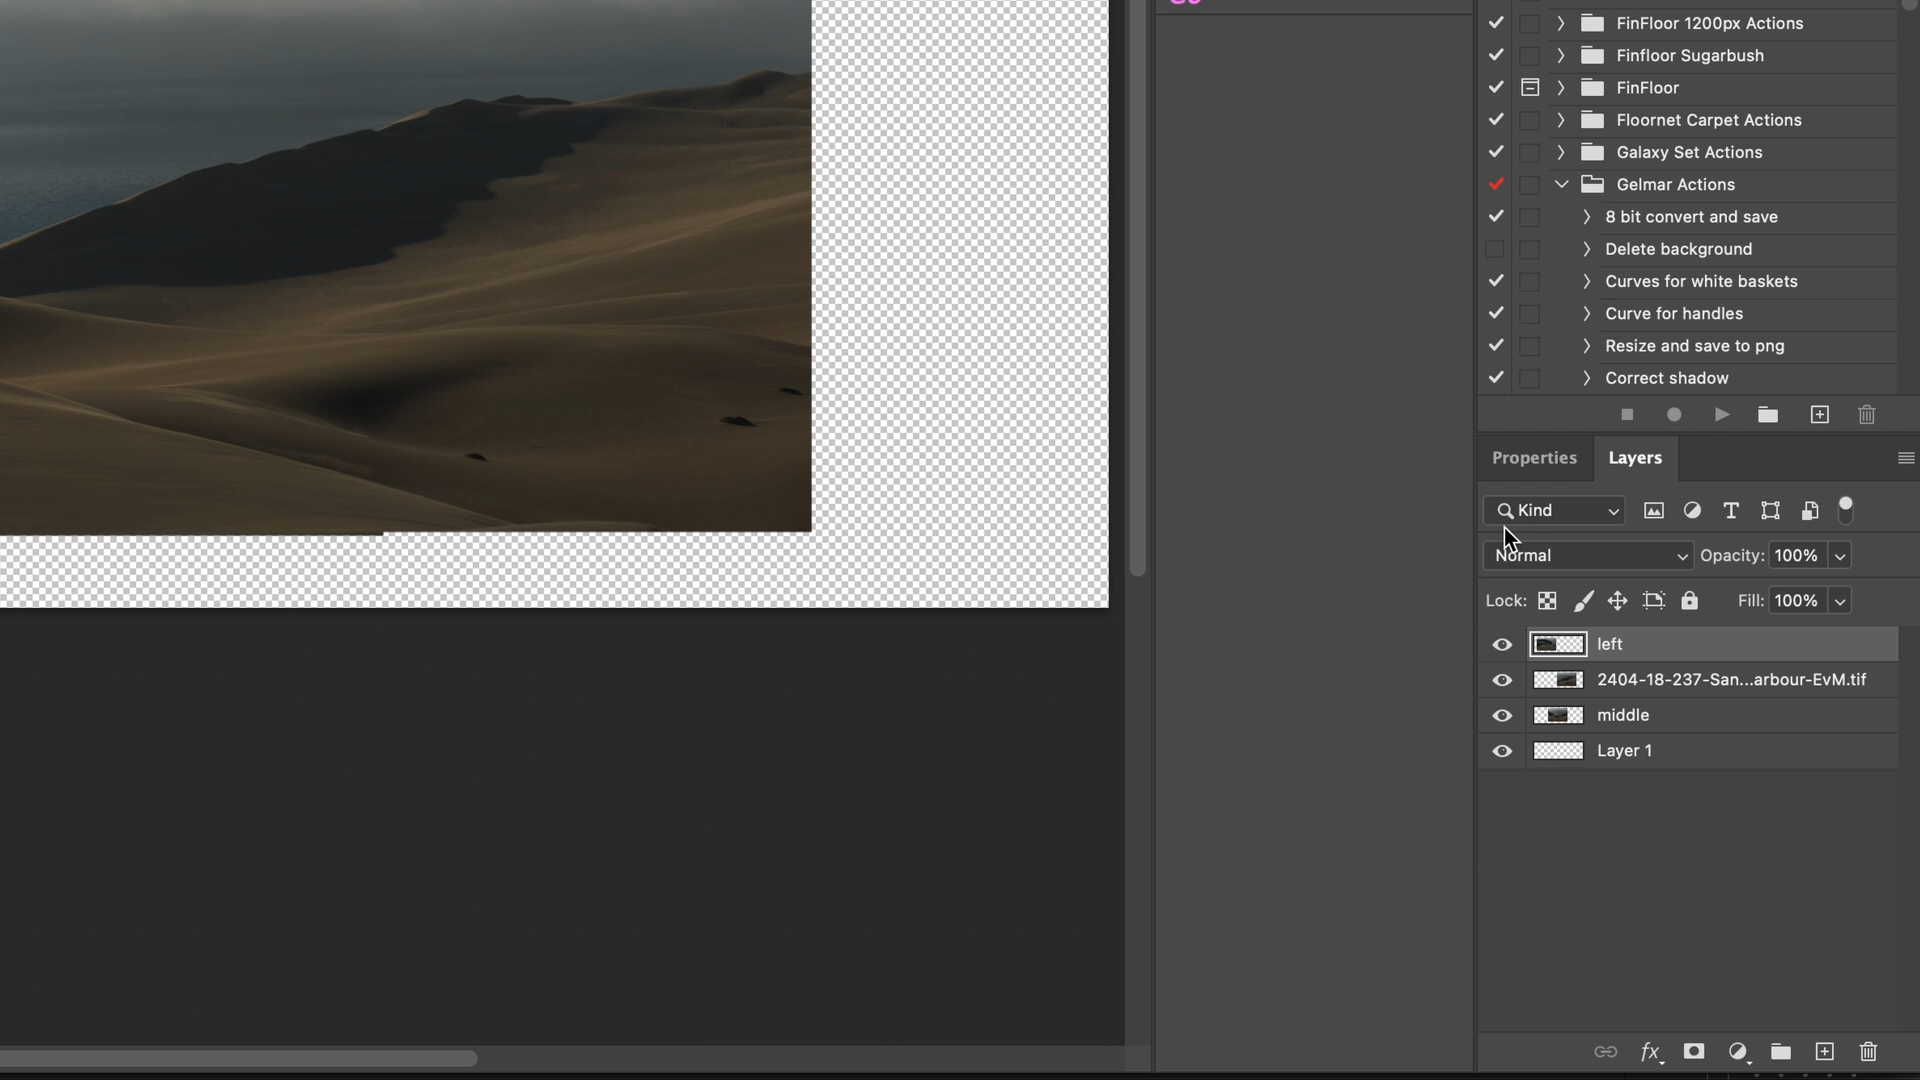 FinFloor 1200px Actions
Finfloor Sugarbush
FinFloor
Floornet Carpet Actions
Galaxy Set Actions
Gelmar Actions
8 bit convert and save
Delete background
Curves for white baskets
Curve for handles
Resize and save to png
Correct shadow
Properties Layers
Kind
Normal Opacity: 100%
Lock: Fill: 100%
left
2404-18-237-San...arbour-EvM.tif
middle
Layer 1
fx